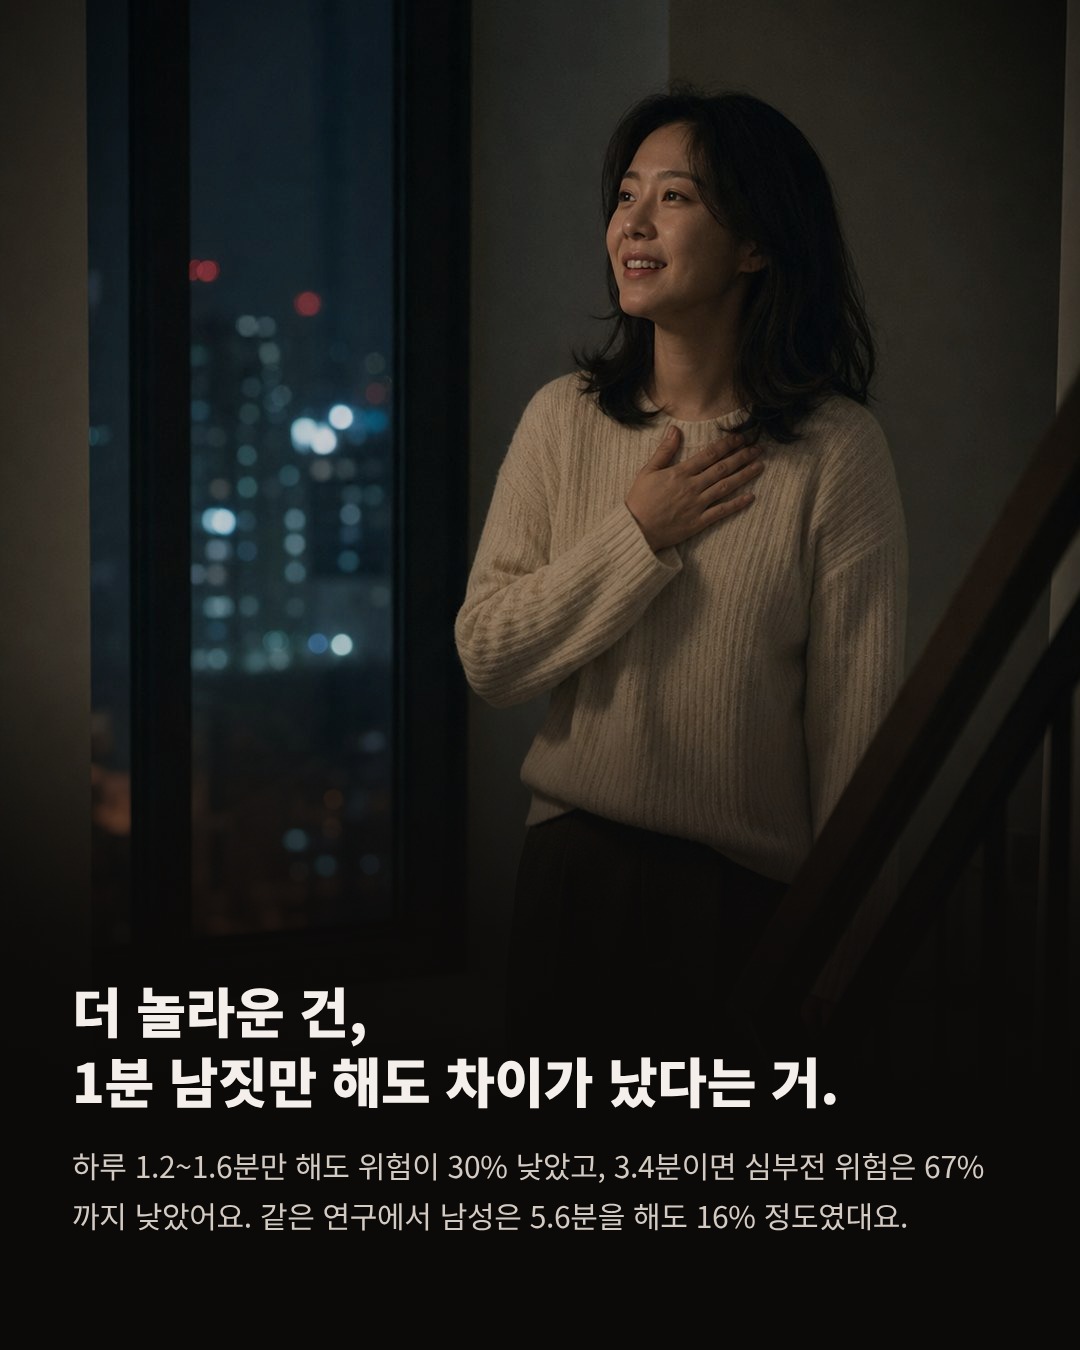 더 놀라운 건,
1분 남짓만 해도 차이가 났다는 거.
하루 1.2~1.6분만 해도 위험이 30% 낮았고, 3.4분이면 심부전 위험은 67%
까지 낮았어요. 같은 연구에서 남성은 5.6분을 해도 16% 정도였대요.